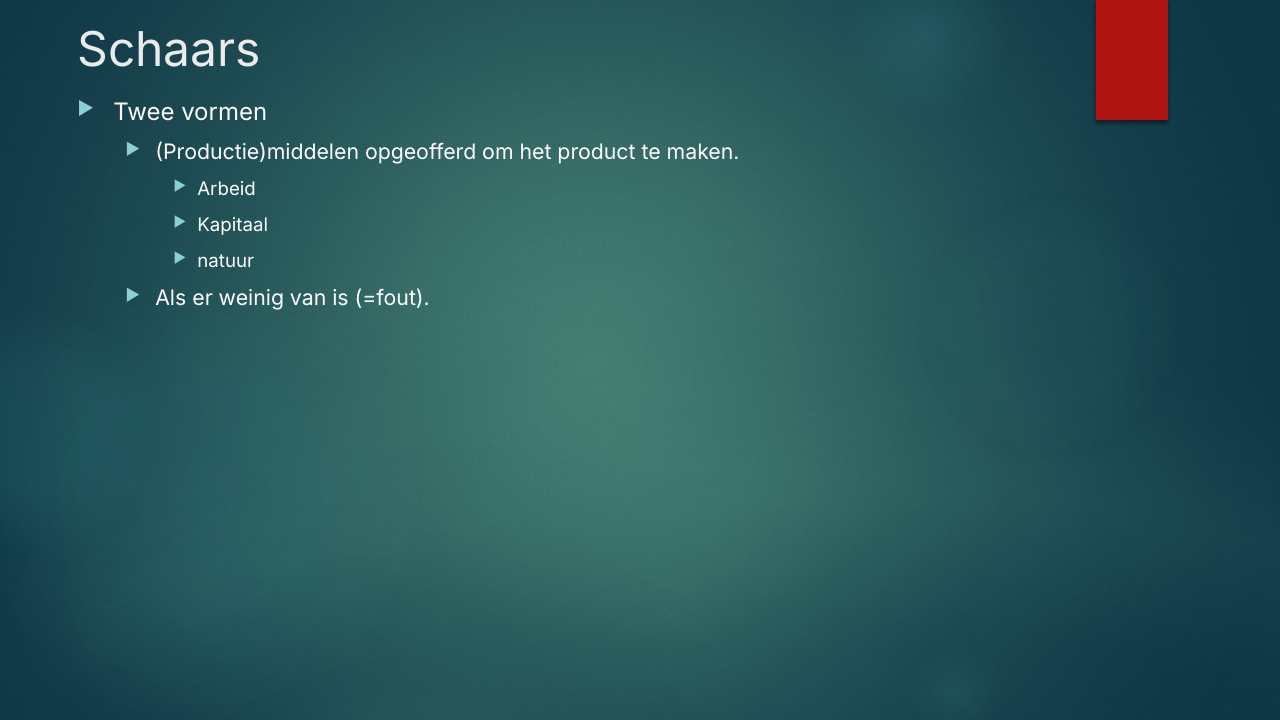 Schaars
Twee vormen
(Productie)middelen opgeofferd om het product te maken.
Arbeid
Kapitaal
natuur
Als er weinig van is (=fout).